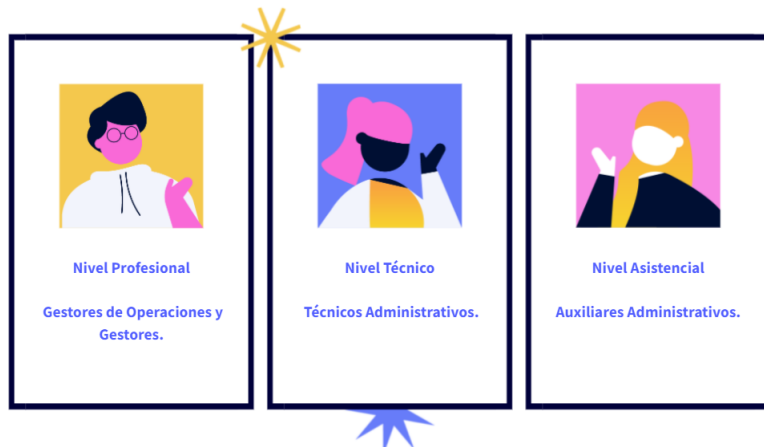 Nivel Profesional
Gestores de Operaciones y
Gestores.
Nivel Técnico
Técnicos Administrativos.
Nivel Asistencial
Auxiliares Administrativos.